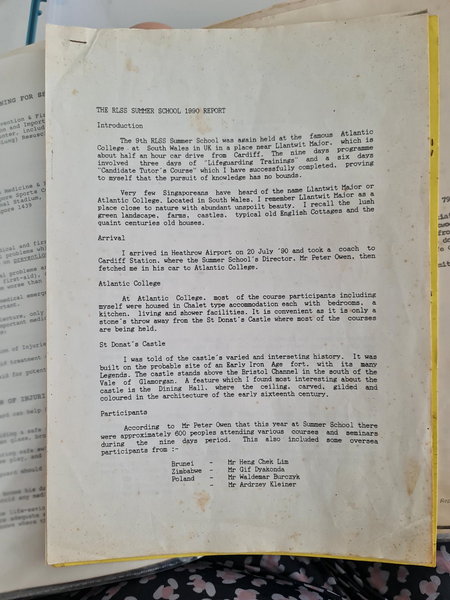 THE RLSS SUMMER SCHOOL 1990 REPORT
Introduction
The 9th RLSS Summer School was again held at the famous Atlantic
College at South Wales in UK in a place near Llantwit Major, which is
about half an hour car drive from Cardiff. The nine days programme
involved three days of "Lifeguarding Trainings" and a six days
"Candidate Tutor's Course" which I have successfully completed, proving
to myself that the pursuit of knowledge has no bounds.
Very few Singaporeans have heard of the name Llantwit Major or
Atlantic College. Located in South Wales, I remember Llantwit Major as a
place close to nature with abundant unspoilt beauty. I recall the lush
green landscape, farms, castles, typical old English Cottages and the
quaint centuries old houses.
Arrival
I arrived in Heathrow Airport on 20 July '90 and took a coach to
Cardiff Station, where the Summer School's Director, Mr Peter Owen, then
fetched me in his car to Atlantic College.
Atlantic College
At Atlantic College, most of the course participants including
myself were housed in Chalet type accommodation each with bedrooms, a
kitchen, living and shower facilities. It is convenient as it is only a
stone's throw away from the St Donat's Castle where most of the courses
are being held.
St Donat's Castle
I was told of the castle's varied and interseting history. It was
built on the probable site of an Early Iron Age fort, with its many
Legends. The castle stands above the Bristol Channel in the south of the
Vale of Glamorgan. A feature which I found most interesting about the
castle is the Dining Hall, where the ceiling, carved, gilded and
coloured in the architecture of the early sixteenth century.
Participants
According to Mr Peter Owen that this year at Summer School there
were approximately 600 peoples attending various courses and seminars
during the nine days period. This also included some oversea
participants from :-
Brunei - Mr Heng Chek Lim
Zimbabwe - Mr Gif Dyakonda
Poland - Mr Waldemar Burczyk
- Mr Ardrzey Kleiner